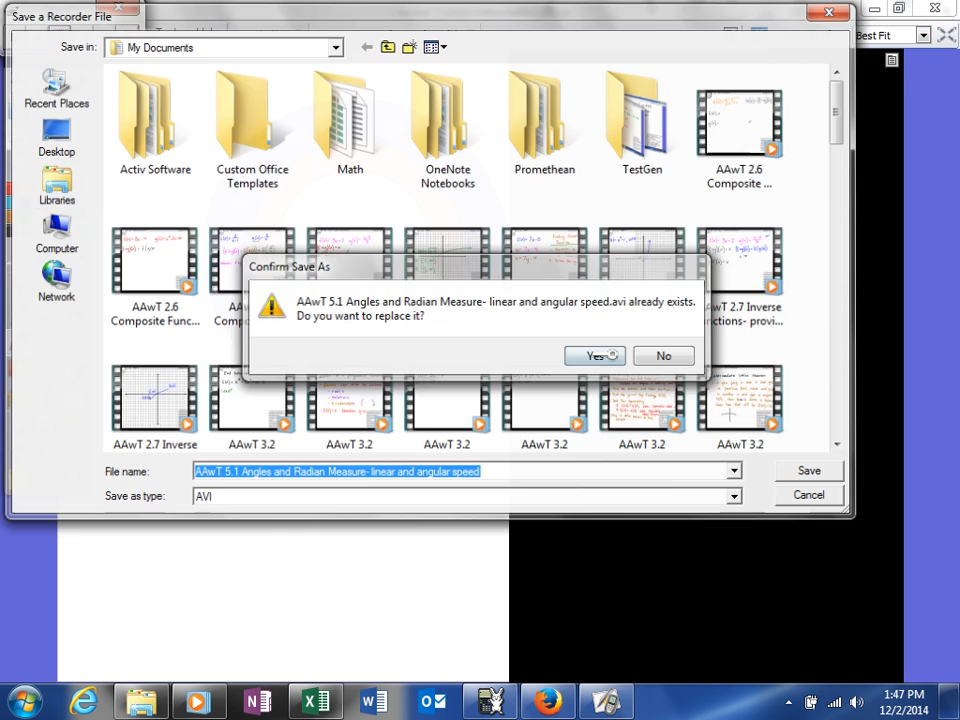 Save a Recorder File
Best Fit
Save in:
My Documents
Recent Places
Desktop
Libraries
Computer
Network
Activ Software
Custom Office
Templates
Math
OneNote
Notebooks
Promethean
TestGen
AAwT 2.6
Composite ...
AAwT 2.6
Composite Func...
AAwT 2.7 Inverse
Confirm Save As
AAwT 5.1 Angles and Radian Measure- linear and angular speed.avi already exists.
Do you want to replace it?
Yes
No
AAwT 2.7 Inverse
AAwT 3.2
AAwT 3.2
AAwT 3.2
AAwT 3.2
AAwT 3.2
AAwT 3.2
File name:
AAwT 5.1 Angles and Radian Measure- linear and angular speed
Save
Save as type:
AVI
Cancel
1:47 PM
12/2/2014